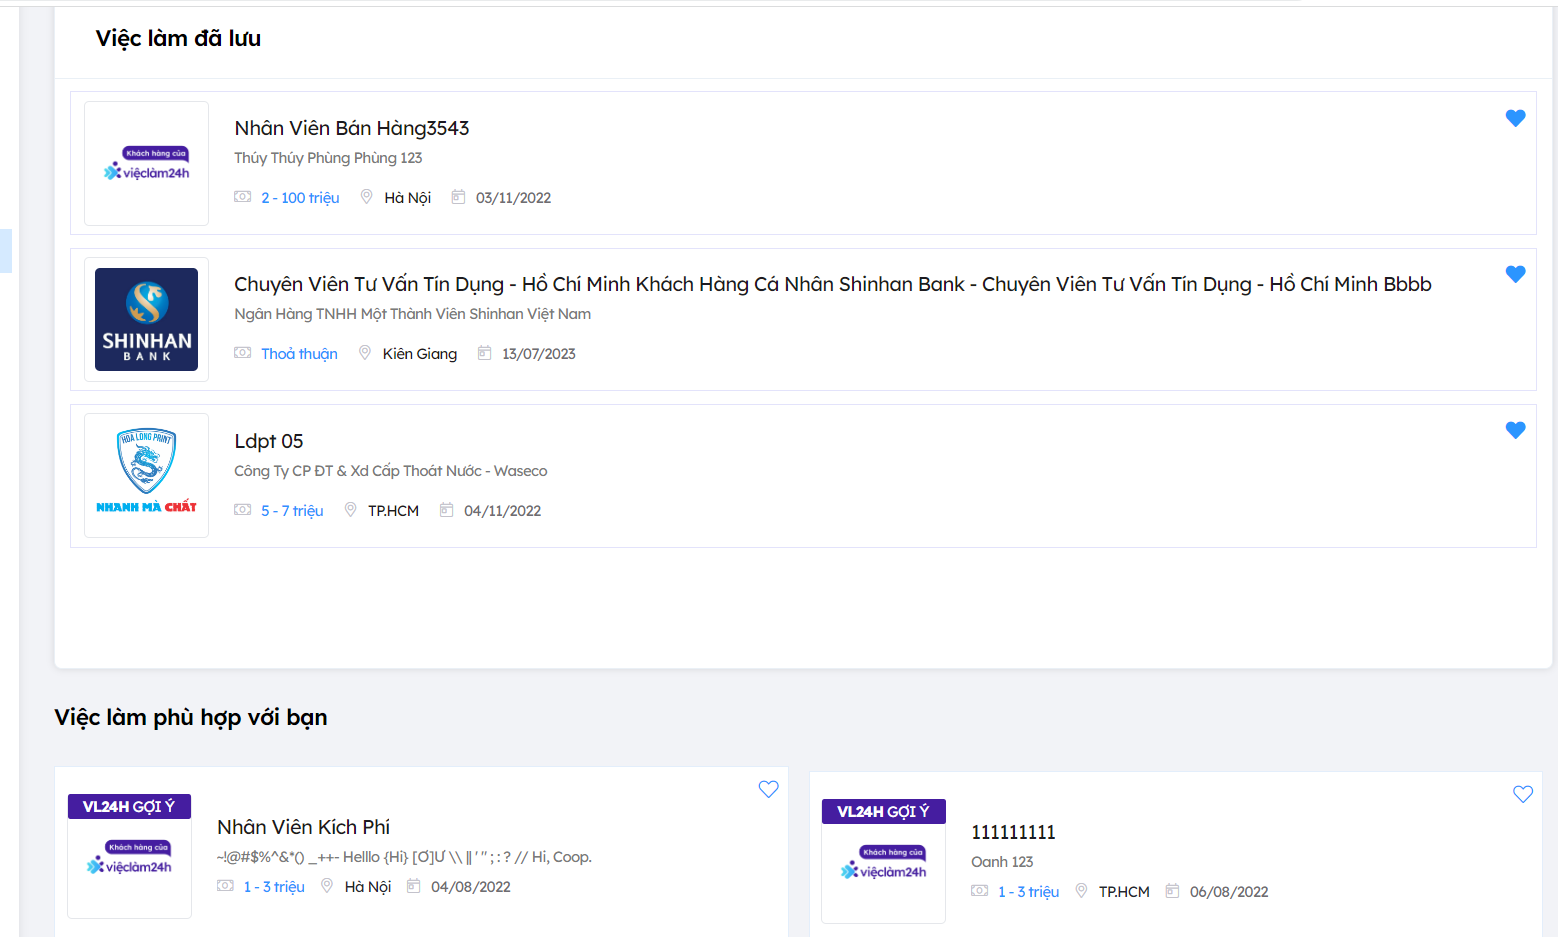 Việc làm đã lưu
Khách hàng của
việclàm24h
Nhân Viên Bán Hàng3543
Thúy Thúy Phùng Phùng 123
2 - 100 triệu Hà Nội 03/11/2022
SHINHAN
BANK
Chuyên Viên Tư Vấn Tín Dụng - Hồ Chí Minh Khách Hàng Cá Nhân Shinhan Bank - Chuyên Viên Tư Vấn Tín Dụng - Hồ Chí Minh Bbbb
Ngân Hàng TNHH Một Thành Viên Shinhan Việt Nam
Thoả thuận Kiên Giang 13/07/2023
HOA LONG PRINT
NHANH MÀ CHẤT
Ldpt 05
Công Ty CP ĐT & Xd Cấp Thoát Nước - Waseco
5 - 7 triệu TP.HCM 04/11/2022
Việc làm phù hợp với bạn
VL24H GỢI Ý
Khách hàng của
việclàm24h
Nhân Viên Kích Phí
~!@#$%^&*() _++- Helllo {Hi} [Ơ]Ư \\ || ' " ; : ? // Hi, Coop.
1 - 3 triệu Hà Nội 04/08/2022
VL24H GỢI Ý
Khách hàng của
việclàm24h
111111111
Oanh 123
1 - 3 triệu TP.HCM 06/08/2022